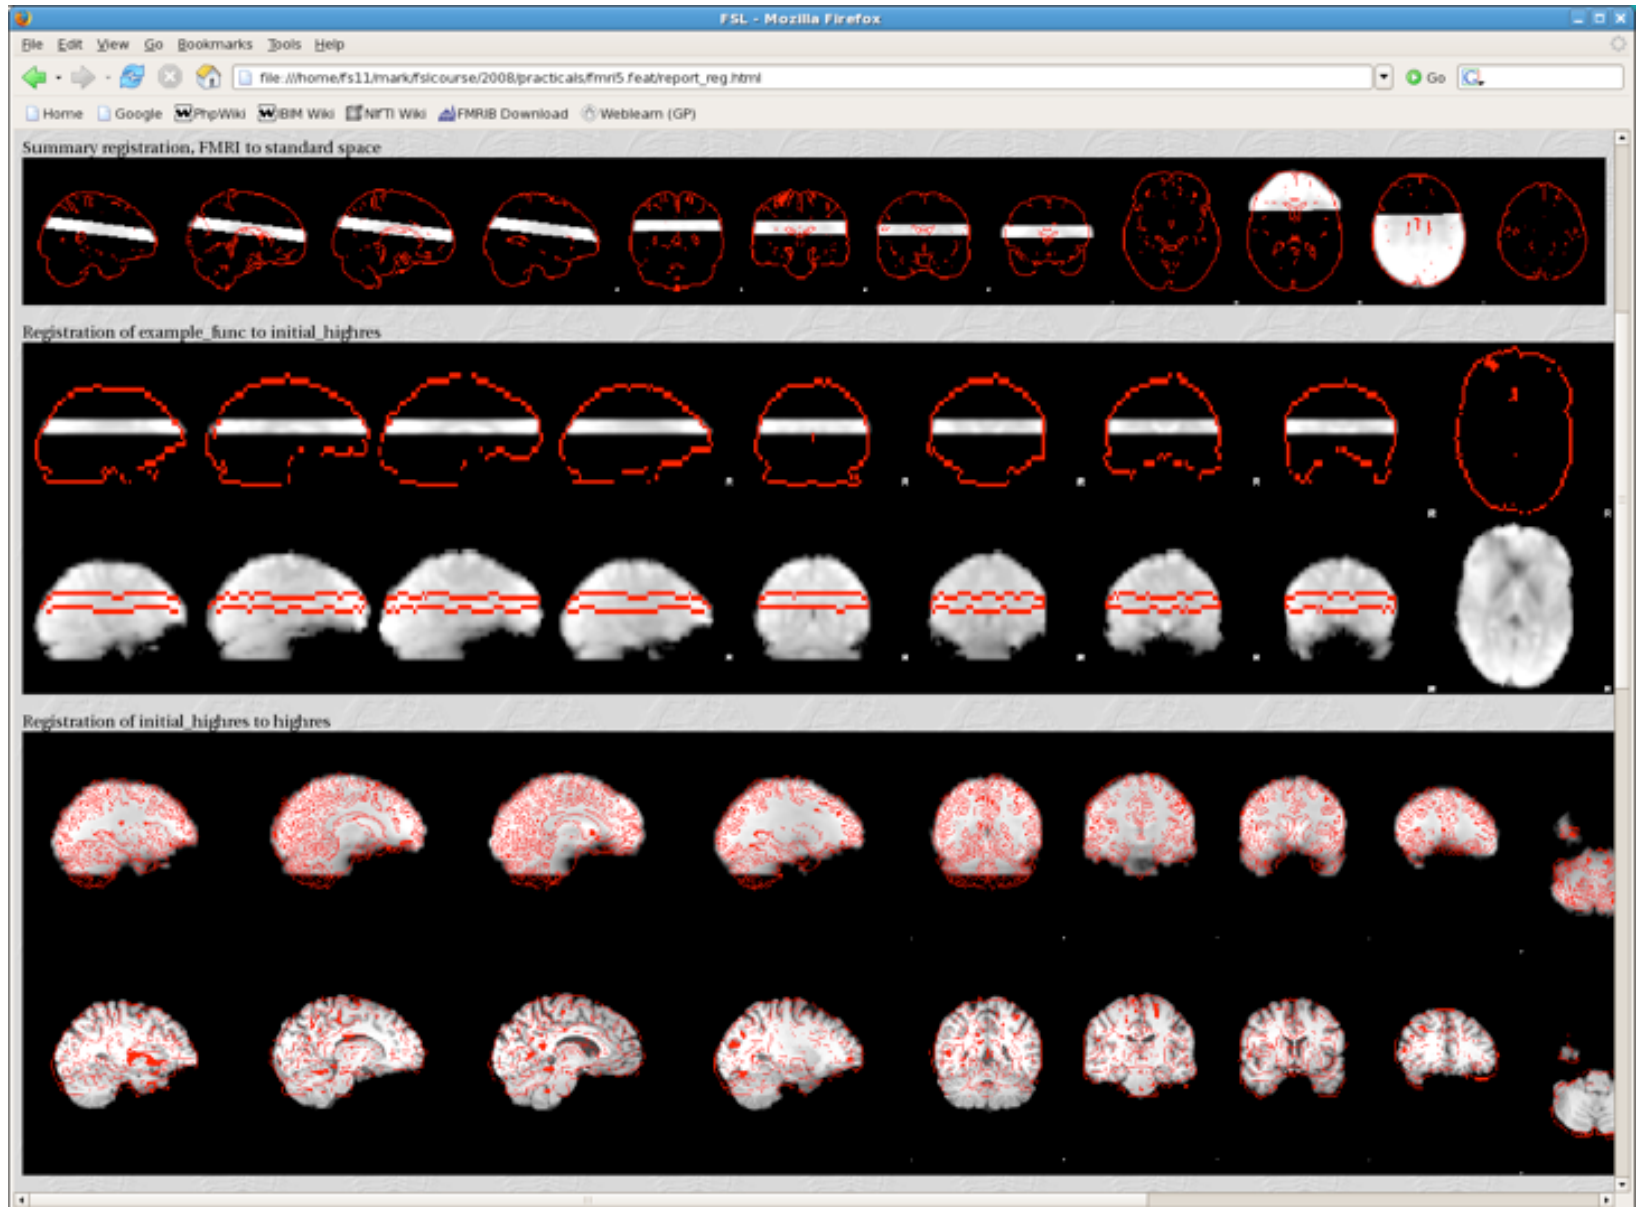 FSL - Mozilla Firefox
File Edit View Go Bookmarks Tools Help
file:///home/fs11/mark/fslcourse/2008/practicals/fmri5.feat/report_reg.html Go
Home Google PhpWiki IBIM Wiki NIfTI Wiki FMRIB Download Weblearn (GP)
Summary registration, FMRI to standard space
Registration of example_func to initial_highres
R R R R R
R R R R R
Registration of initial_highres to highres